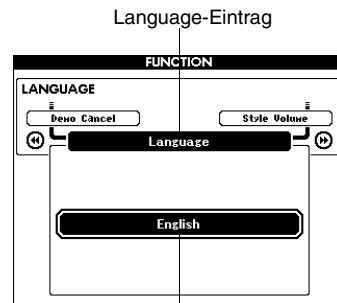 Language-Eintrag
FUNCTION
LANGUAGE
Demo Cancel
Style Volume
Language
English